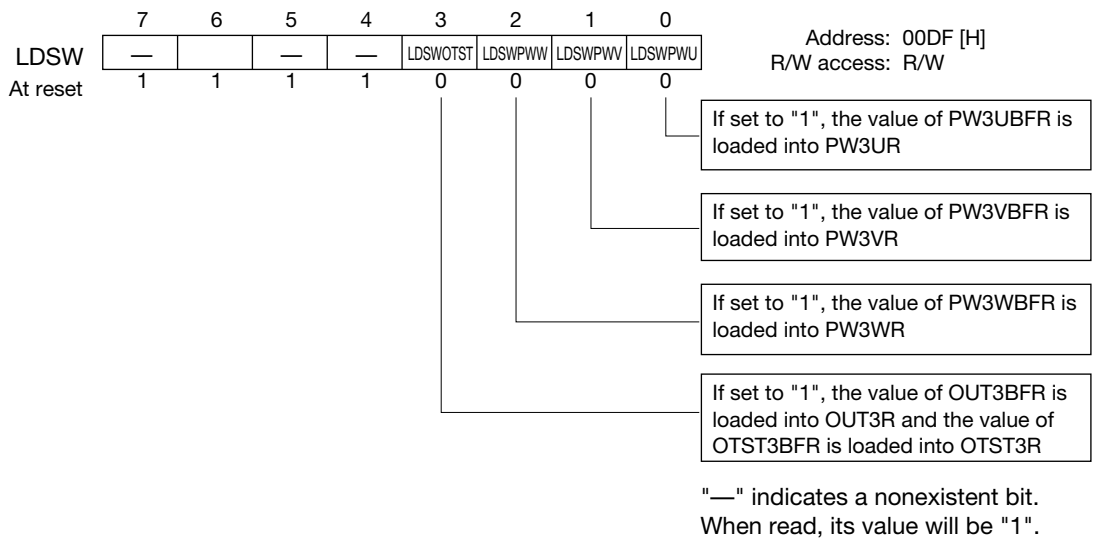 7 6 5 4 3 2 1 0
LDSW — — — LDSWOTST LDSWPWW LDSWPWV LDSWPWU
At reset 1 1 1 1 0 0 0 0
Address: 00DF [H]
R/W access: R/W
If set to "1", the value of PW3UBFR is
loaded into PW3UR
If set to "1", the value of PW3VBFR is
loaded into PW3VR
If set to "1", the value of PW3WBFR is
loaded into PW3WR
If set to "1", the value of OUT3BFR is
loaded into OUT3R and the value of
OTST3BFR is loaded into OTST3R
"—" indicates a nonexistent bit.
When read, its value will be "1".